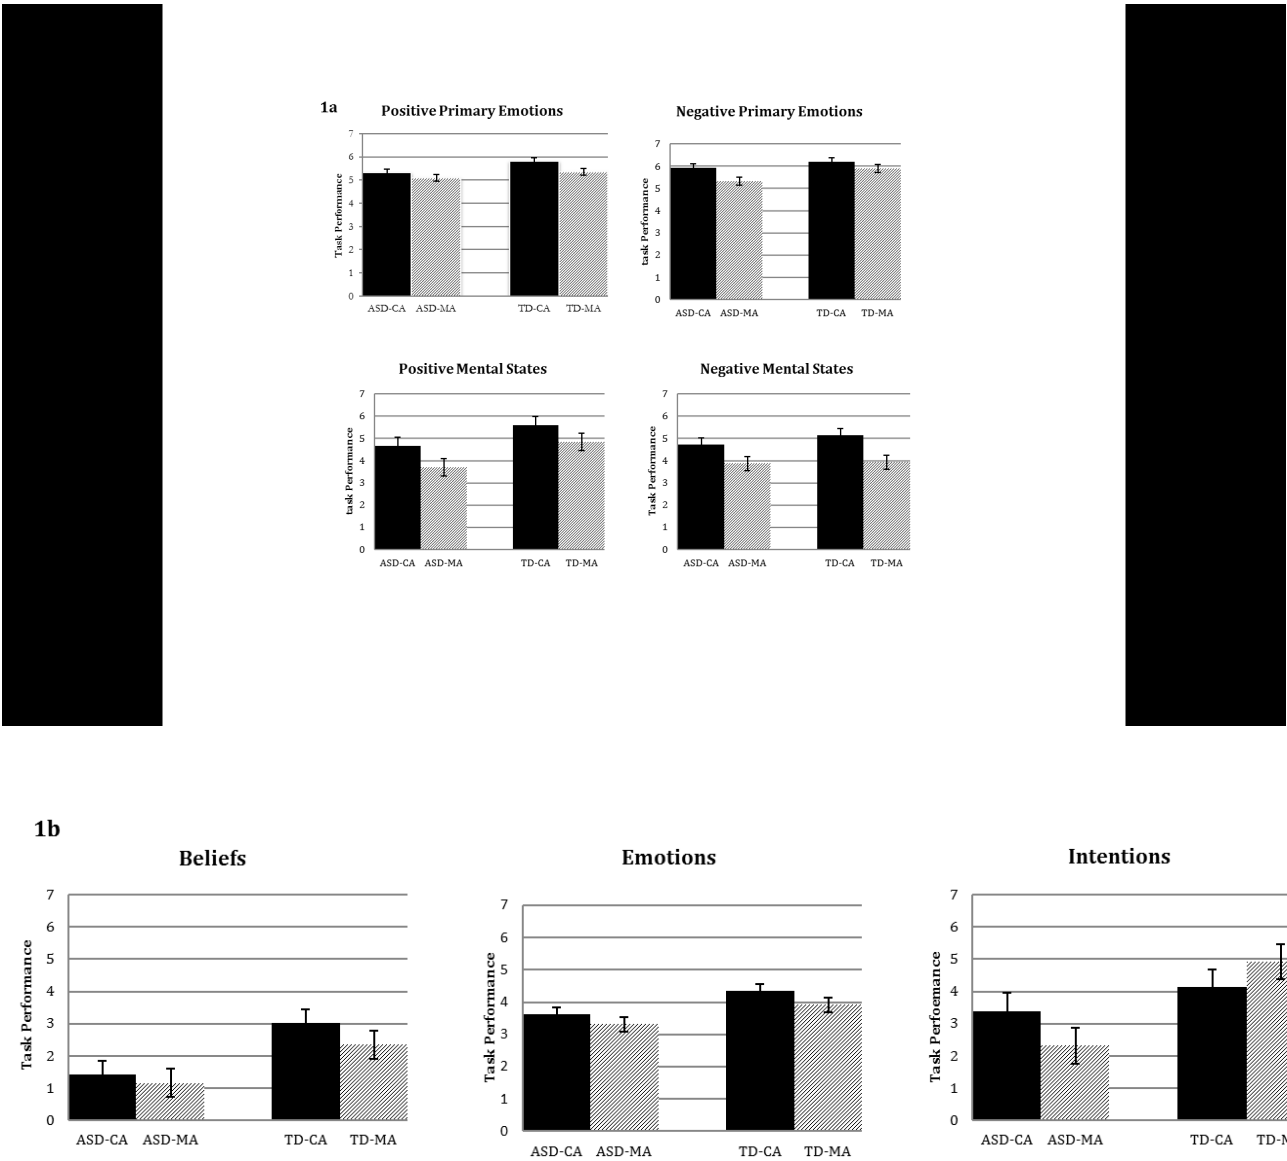 1a
Positive Primary Emotions
Negative Primary Emotions
Task Performance
7
6
5
4
3
2
1
0
ASD-CA ASD-MA TD-CA TD-MA
task Performance
7
6
5
4
3
2
1
0
ASD-CA ASD-MA TD-CA TD-MA
Positive Mental States
Negative Mental States
task Performance
7
6
5
4
3
2
1
0
ASD-CA ASD-MA TD-CA TD-MA
Task Performance
7
6
5
4
3
2
1
0
ASD-CA ASD-MA TD-CA TD-MA
1b
Beliefs
Task Performance
7
6
5
4
3
2
1
0
ASD-CA ASD-MA TD-CA TD-MA
Emotions
Task Performance
7
6
5
4
3
2
1
0
ASD-CA ASD-MA TD-CA TD-MA
Intentions
Task Perfoemance
7
6
5
4
3
2
1
0
ASD-CA ASD-MA TD-CA TD-M